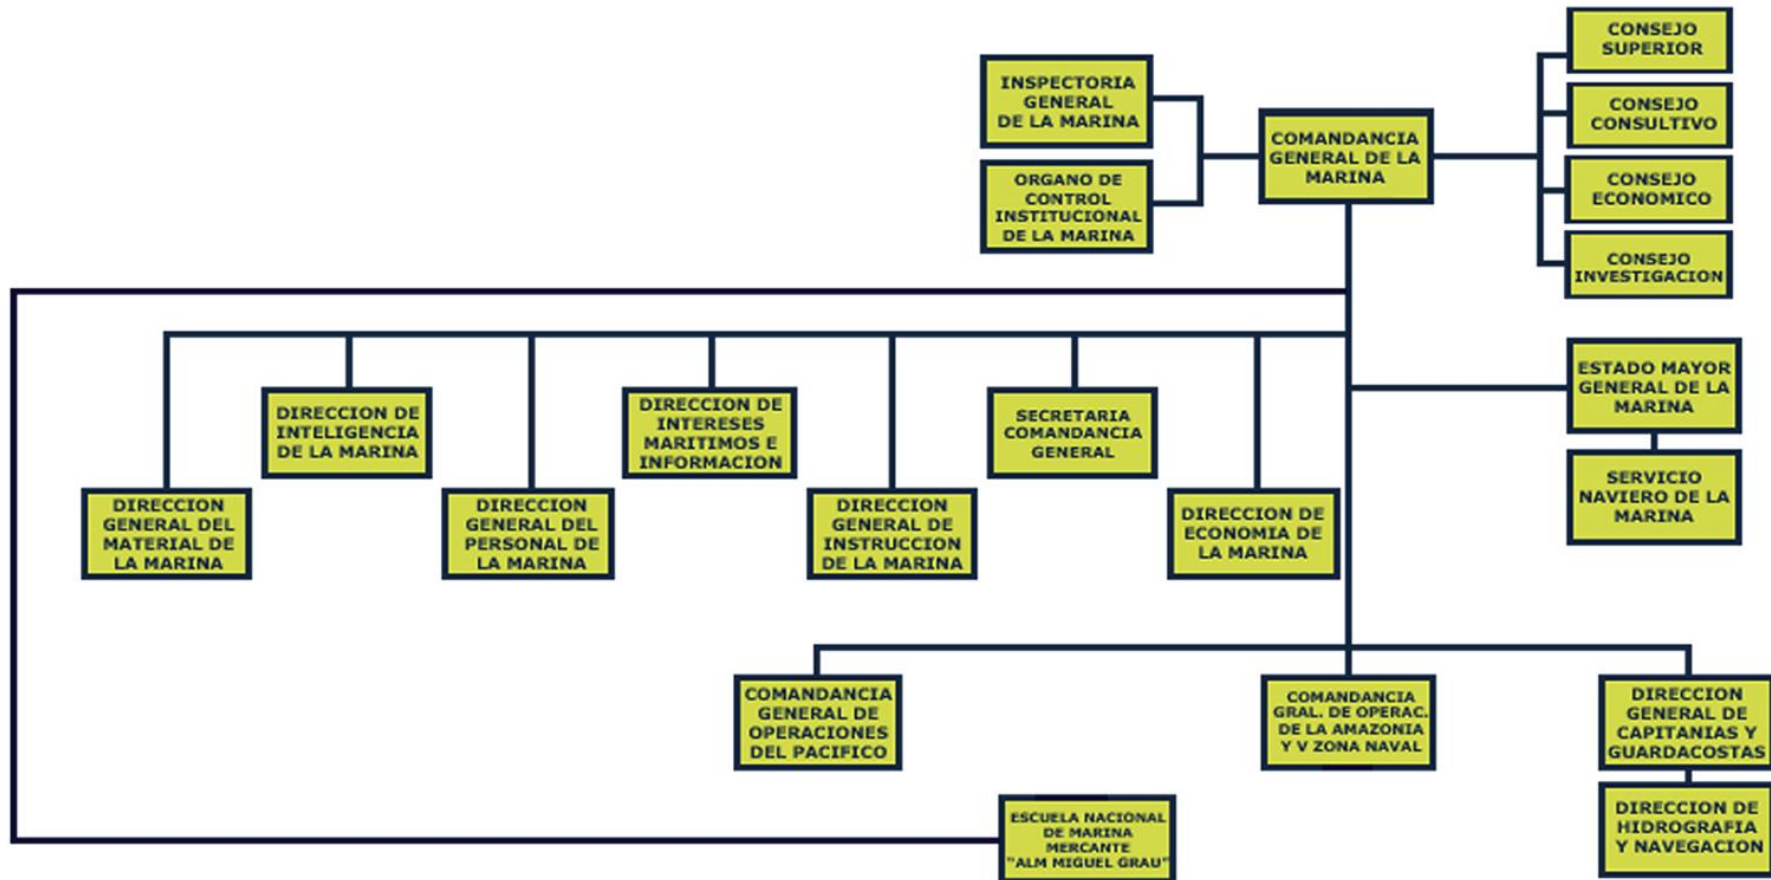 CONSEJO
SUPERIOR
INSPECTORIA
GENERAL
DE LA MARINA
CONSEJO
CONSULTIVO
COMANDANCIA
GENERAL DE LA
MARINA
ORGANO DE
CONTROL
INSTITUCIONAL
DE LA MARINA
CONSEJO
ECONOMICO
CONSEJO
INVESTIGACION
ESTADO MAYOR
GENERAL DE LA
MARINA
SERVICIO
NAVIERO DE LA
MARINA
DIRECCION DE
INTELIGENCIA
DE LA MARINA
DIRECCION DE
INTERESES
MARITIMOS E
INFORMACION
SECRETARIA
COMANDANCIA
GENERAL
DIRECCION
GENERAL DEL
MATERIAL DE
LA MARINA
DIRECCION
GENERAL DEL
PERSONAL DE
LA MARINA
DIRECCION
GENERAL DE
INSTRUCCION
DE LA MARINA
DIRECCION DE
ECONOMIA DE
LA MARINA
COMANDANCIA
GENERAL DE
OPERACIONES
DEL PACIFICO
COMANDANCIA
GRAL. DE OPERAC.
DE LA AMAZONIA
Y V ZONA NAVAL
DIRECCION
GENERAL DE
CAPITANIAS Y
GUARDACOSTAS
ESCUELA NACIONAL
DE MARINA
MERCANTE
"ALM MIGUEL GRAU"
DIRECCION DE
HIDROGRAFIA
Y NAVEGACION